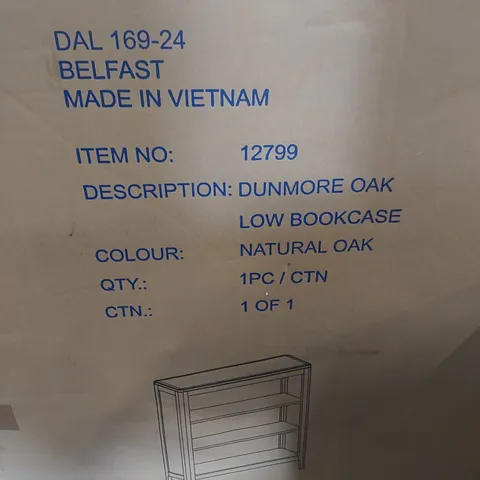 DAL 169-24
BELFAST
MADE IN VIETNAM
ITEM NO: 12799
DESCRIPTION: DUNMORE OAK
LOW BOOKCASE
COLOUR: NATURAL OAK
QTY.: 1PC / CTN
CTN.: 1 OF 1